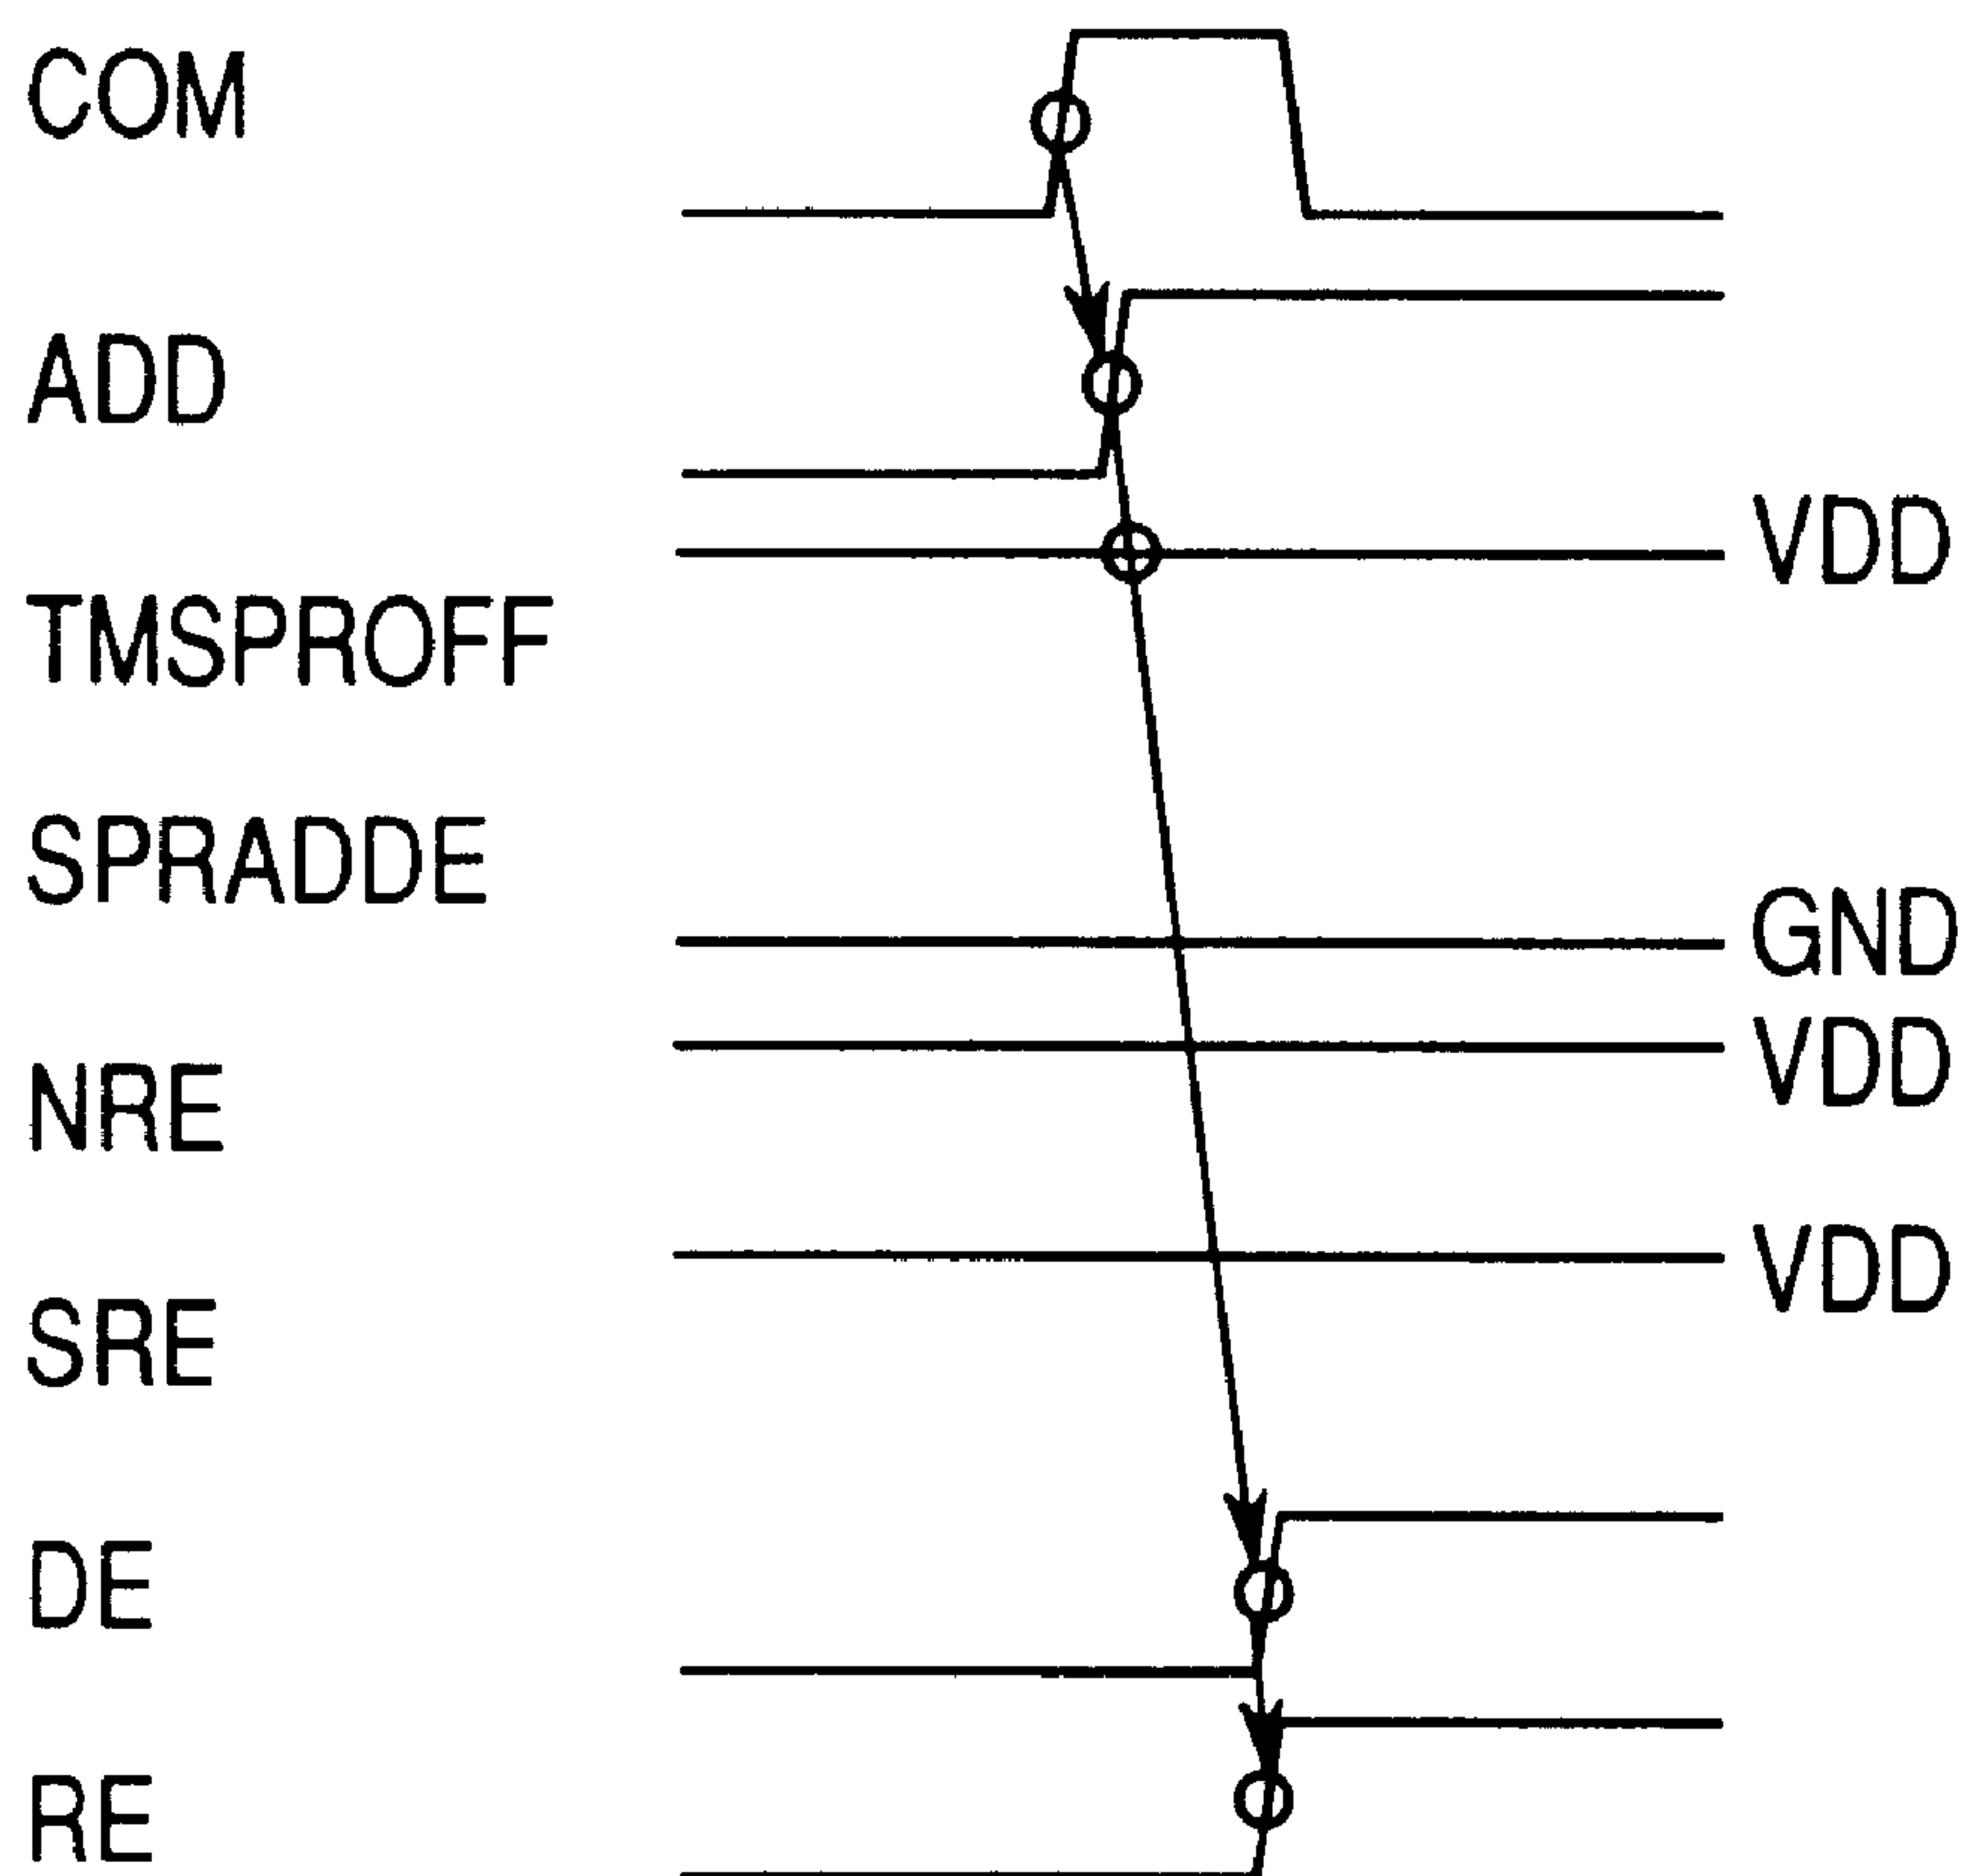 COM
ADD
VDD
TMSPROFF
SPRADDE
GND
VDD
NRE
VDD
SRE
DE
RE